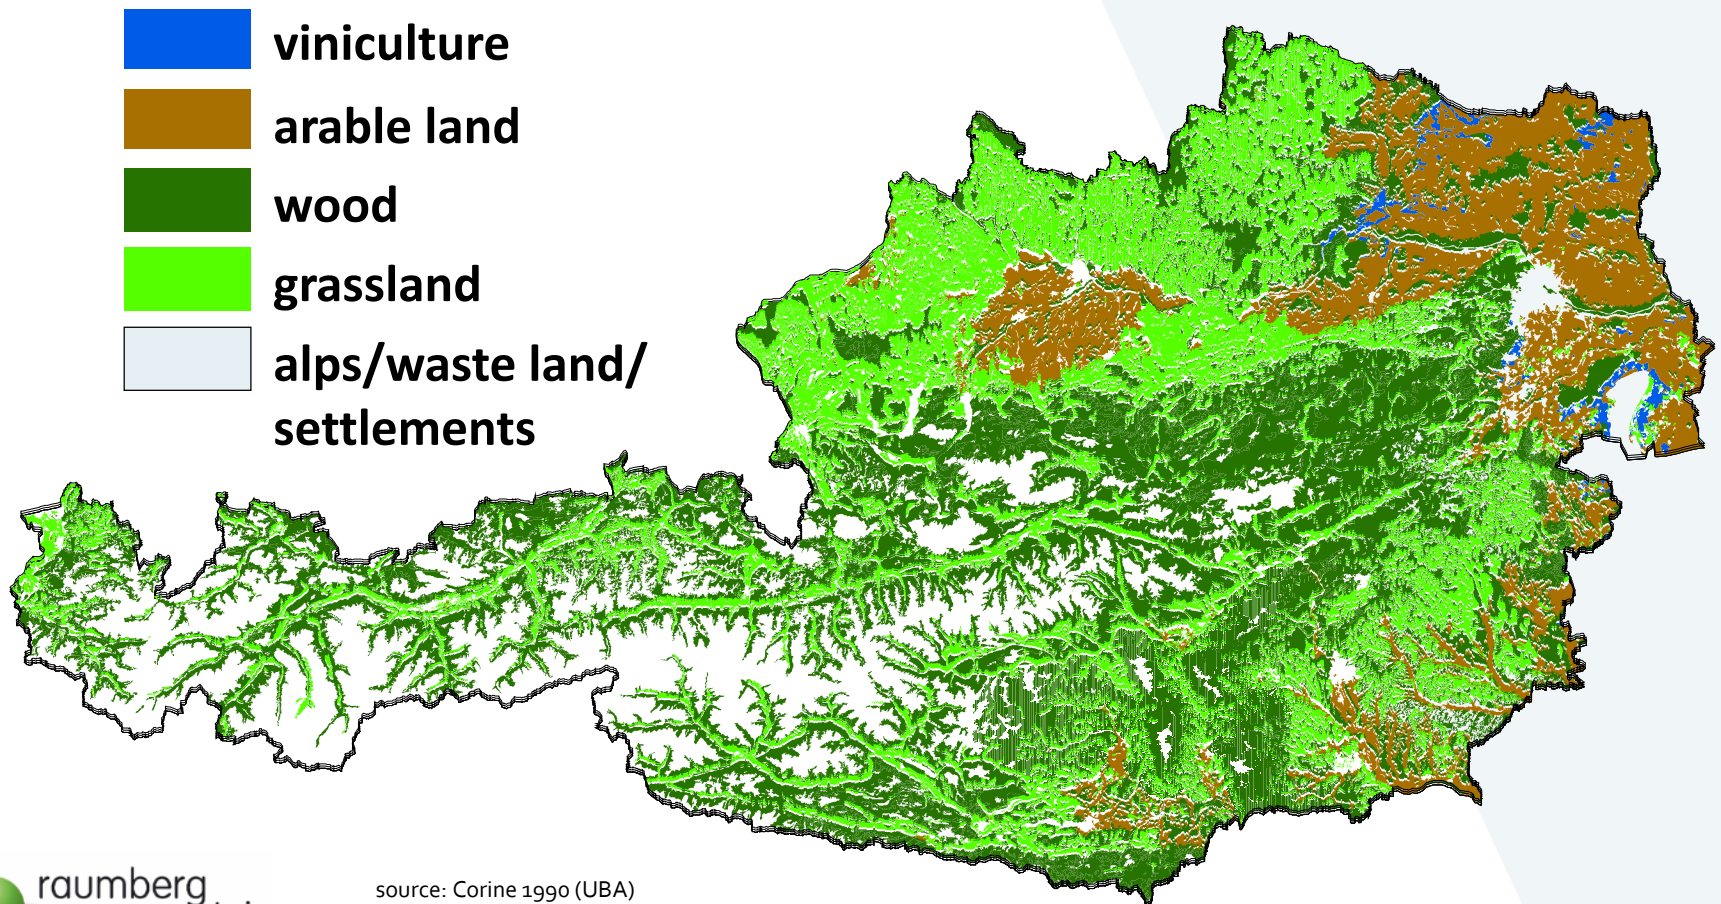 viniculture
arable land
wood
grassland
alps/waste land/
settlements
raumberg
source: Corine 1990 (UBA)